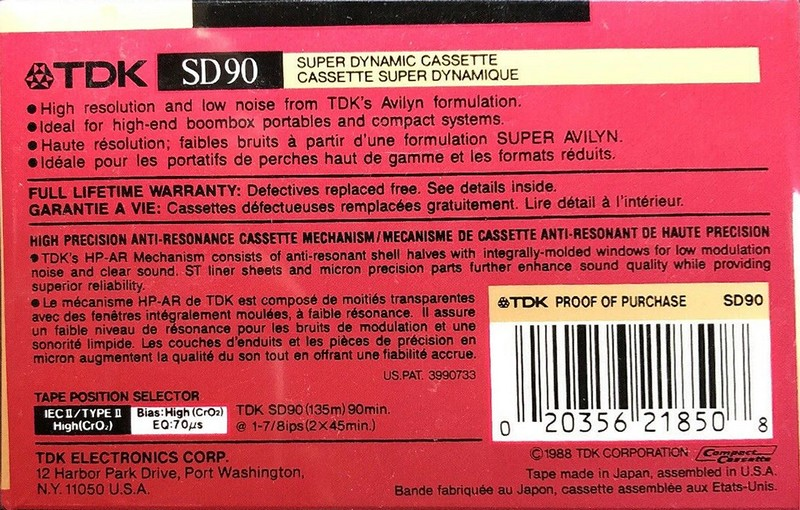 TDK SD90 SUPER DYNAMIC CASSETTE
CASSETTE SUPER DYNAMIQUE
● High resolution and low noise from TDK's Avilyn formulation.
● Ideal for high-end boombox portables and compact systems.
● Haute résolution; faibles bruits à partir d'une formulation SUPER AVILYN.
● Idéale pour les portatifs de perches haut de gamme et les formats réduits.
FULL LIFETIME WARRANTY: Defectives replaced free. See details inside.
GARANTIE A VIE: Cassettes défectueuses remplacées gratuitement. Lire détail à l'intérieur.
HIGH PRECISION ANTI-RESONANCE CASSETTE MECHANISM/MECANISME DE CASSETTE ANTI-RESONANT DE HAUTE PRECISION
● TDK's HP-AR Mechanism consists of anti-resonant shell halves with integrally-molded windows for low modulation
noise and clear sound. ST liner sheets and micron precision parts further enhance sound quality while providing
superior reliability.
● Le mécanisme HP-AR de TDK est composé de moitiés transparentes
avec des fenêtres intégralement moulées, à faible résonance. Il assure
un faible niveau de résonance pour les bruits de modulation et une
sonorité limpide. Les couches d'enduits et les pièces de précision en
micron augmentent la qualité du son tout en offrant une fiabilité accrue.
US.PAT. 3990733
TDK PROOF OF PURCHASE SD90
0 20356 21850 8
TAPE POSITION SELECTOR
IEC II/TYPE II
High(CrO₂)
Bias: High (CrO₂)
EQ: 70µs
TDK SD90 (135m) 90min.
@ 1-7/8ips (2×45min.)
TDK ELECTRONICS CORP.
12 Harbor Park Drive, Port Washington,
N.Y. 11050 U.S.A.
©1988 TDK CORPORATION Compact Cassette
Tape made in Japan, assembled in U.S.A.
Bande fabriquée au Japon, cassette assemblée aux Etats-Unis.